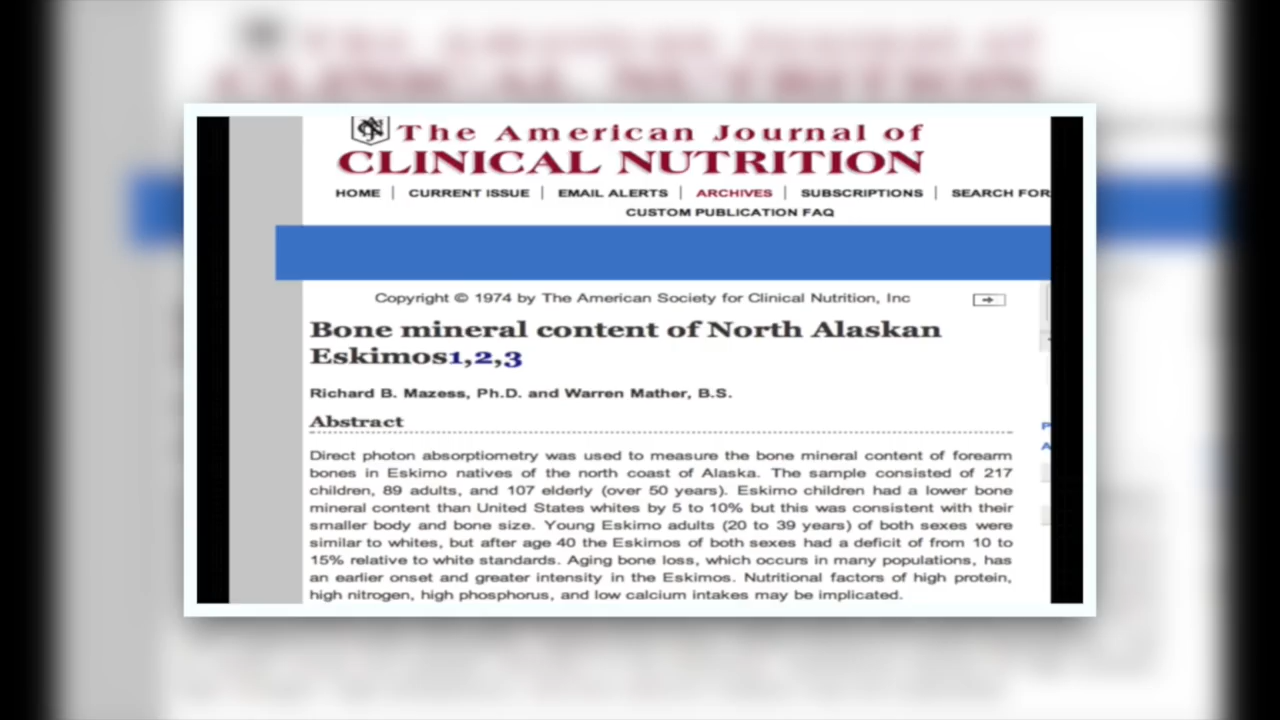 The American Journal of
CLINICAL NUTRITION
HOME | CURRENT ISSUE | EMAIL ALERTS | ARCHIVES | SUBSCRIPTIONS | SEARCH FOR
CUSTOM PUBLICATION FAQ
Copyright © 1974 by The American Society for Clinical Nutrition, Inc
Bone mineral content of North Alaskan
Eskimos1,2,3
Richard B. Mazess, Ph.D. and Warren Mather, B.S.
Abstract
Direct photon absorptiometry was used to measure the bone mineral content of forearm
bones in Eskimo natives of the north coast of Alaska. The sample consisted of 217
children, 89 adults, and 107 elderly (over 50 years). Eskimo children had a lower bone
mineral content than United States whites by 5 to 10% but this was consistent with their
smaller body and bone size. Young Eskimo adults (20 to 39 years) of both sexes were
similar to whites, but after age 40 the Eskimos of both sexes had a deficit of from 10 to
15% relative to white standards. Aging bone loss, which occurs in many populations, has
an earlier onset and greater intensity in the Eskimos. Nutritional factors of high protein,
high nitrogen, high phosphorus, and low calcium intakes may be implicated.